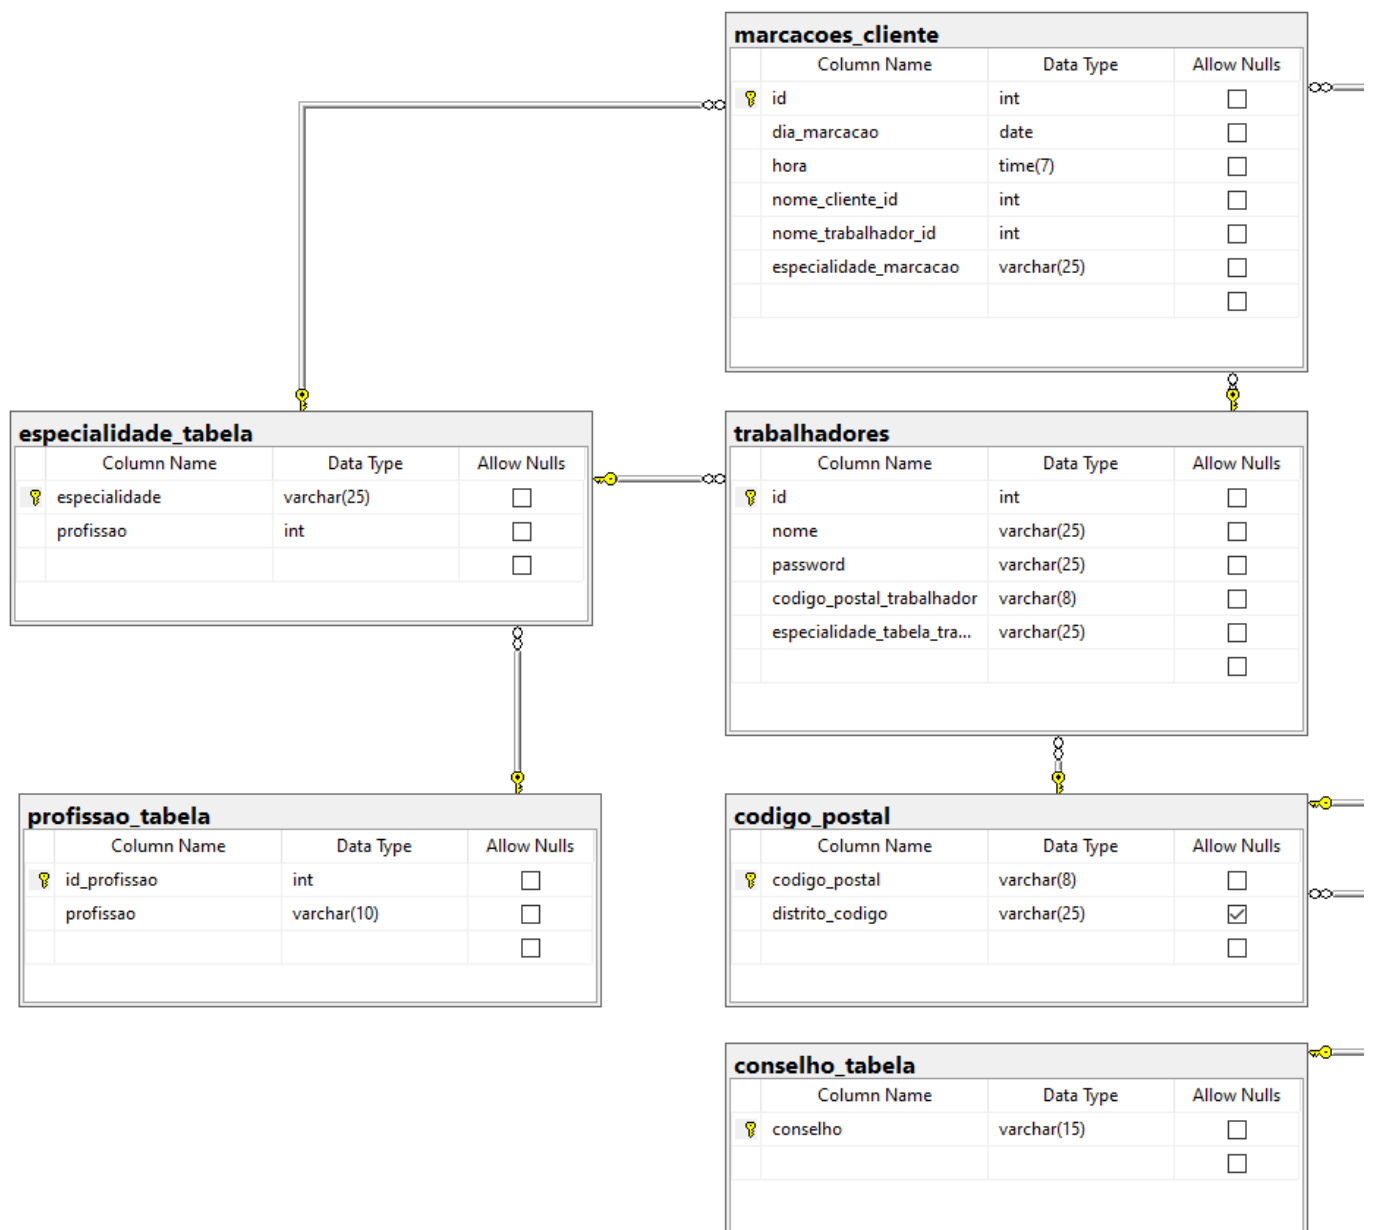 marcacoes_cliente
Column Name Data Type Allow Nulls
id int
dia_marcacao date
hora time(7)
nome_cliente_id int
nome_trabalhador_id int
especialidade_marcacao varchar(25)
especialidade_tabela
Column Name Data Type Allow Nulls
especialidade varchar(25)
profissao int
trabalhadores
Column Name Data Type Allow Nulls
id int
nome varchar(25)
password varchar(25)
codigo_postal_trabalhador varchar(8)
especialidade_tabela_tra... varchar(25)
profissao_tabela
Column Name Data Type Allow Nulls
id_profissao int
profissao varchar(10)
codigo_postal
Column Name Data Type Allow Nulls
codigo_postal varchar(8)
distrito_codigo varchar(25)
conselho_tabela
Column Name Data Type Allow Nulls
conselho varchar(15)